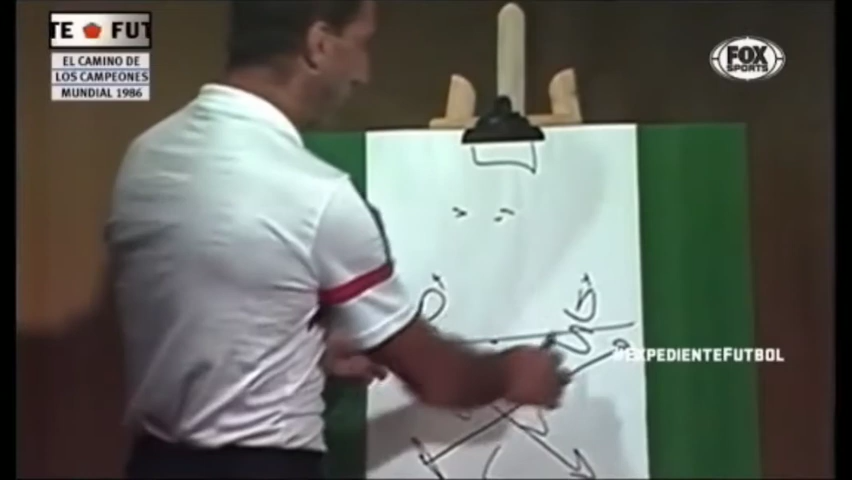 TE FUT
EL CAMINO DE
LOS CAMPEONES
MUNDIAL 1986
FOX
SPORTS
#EXPEDIENTEFUTBOL